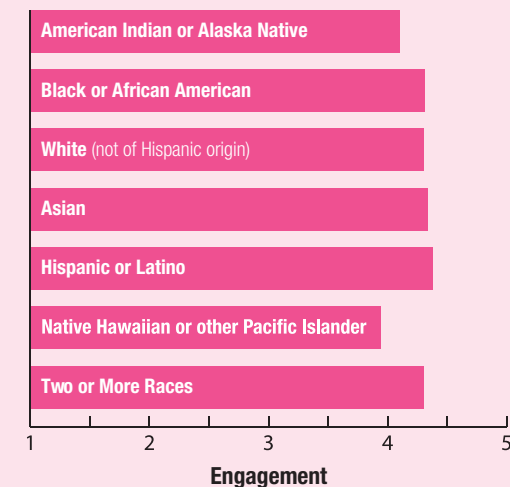 American Indian or Alaska Native
Black or African American
White (not of Hispanic origin)
Asian
Hispanic or Latino
Native Hawaiian or other Pacific Islander
Two or More Races
1 2 3 4 5
Engagement